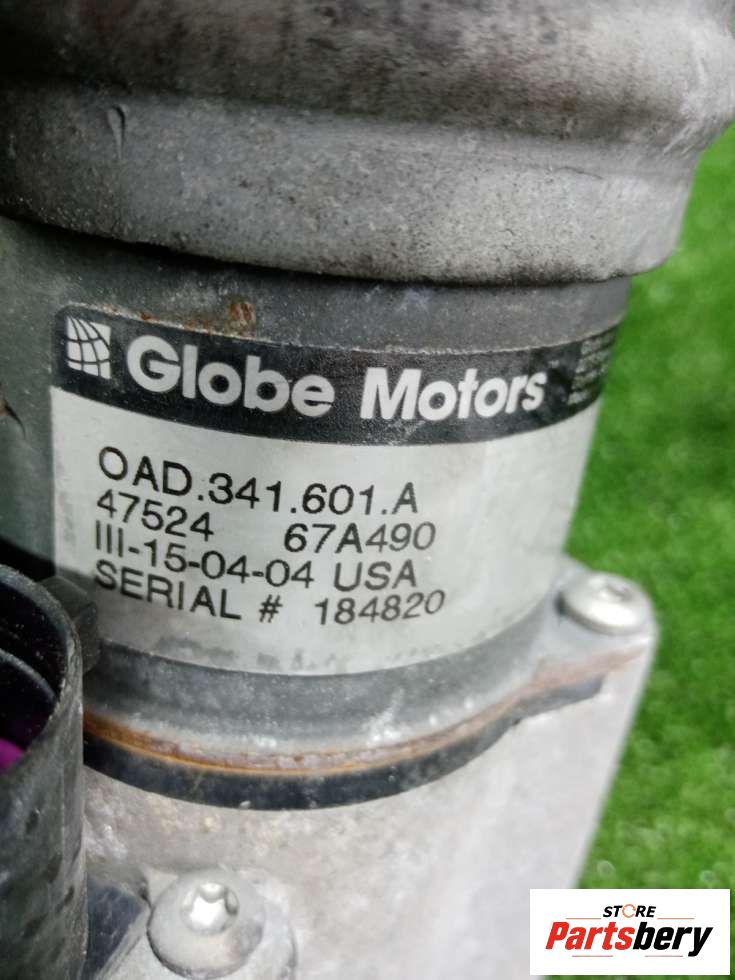 Globe Motors
OAD.341.601.A
47524 67A490
III-15-04-04 USA
SERIAL # 184820
STORE
Partsbery